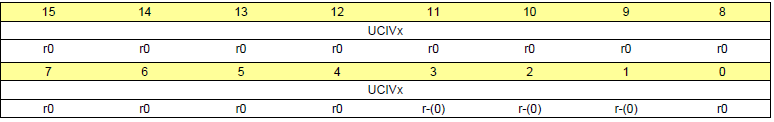 15 14 13 12 11 10 9 8
UCIVx
r0 r0 r0 r0 r0 r0 r0 r0
7 6 5 4 3 2 1 0
UCIVx
r0 r0 r0 r0 r-(0) r-(0) r-(0) r0